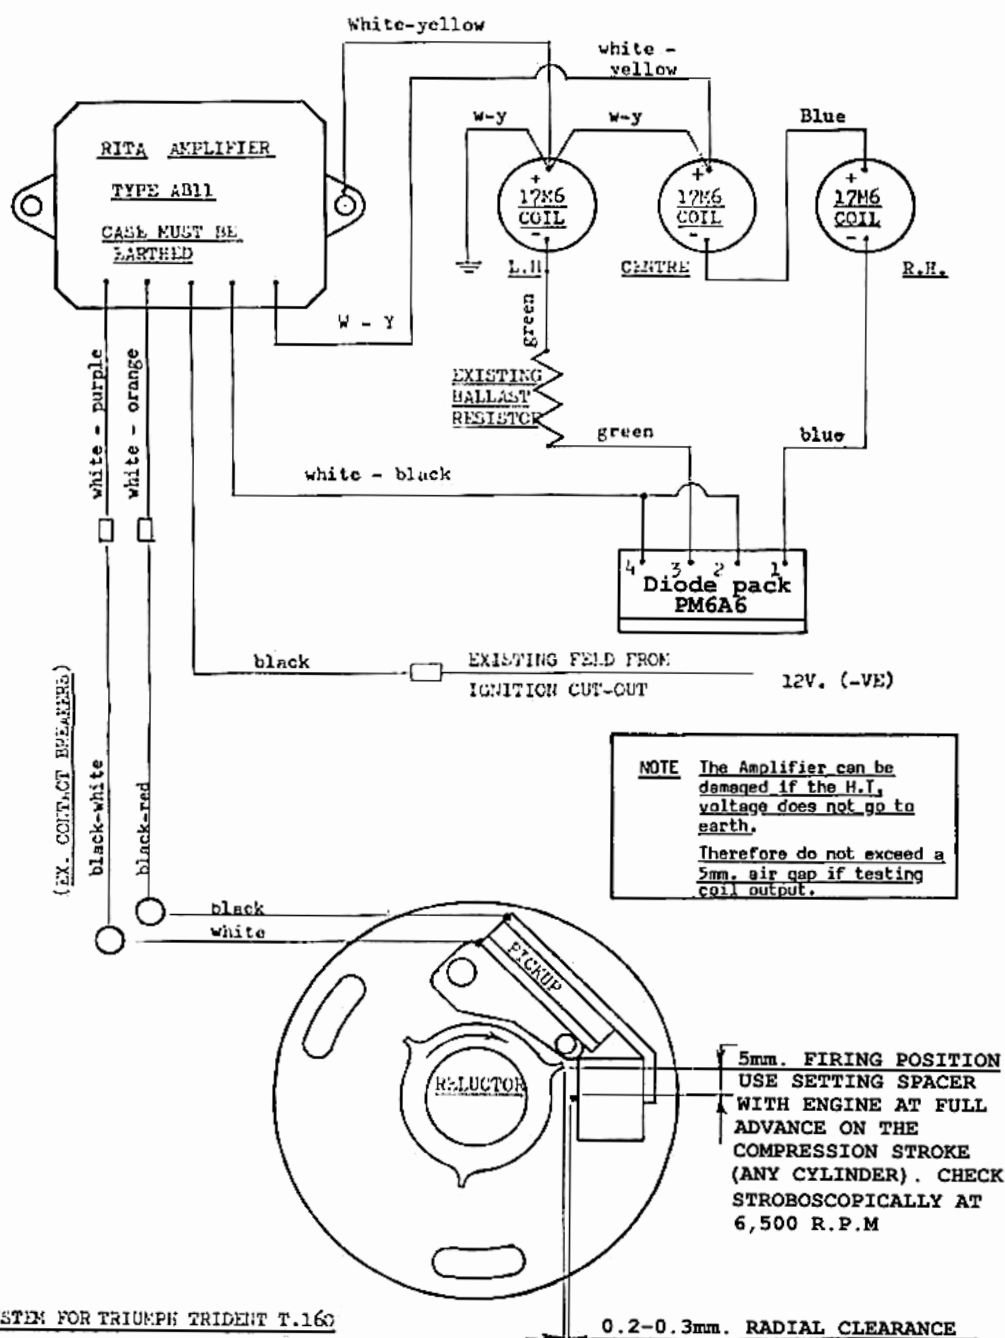 White-yellow
white -
yellow
w-y
w-y
Blue
RITA AMPLIFIER
TYPE AB11
CASE MUST BE
EARTHED
+
17M6
COIL
-
L.H
+
17M6
COIL
-
CENTRE
+
17M6
COIL
-
R.H.
W - Y
green
EXISTING
BALLAST
RESISTOR
green
blue
white - purple
white - orange
white - black
4 3 2 1
Diode pack
PM6A6
black
EXISTING FEED FROM
IGNITION CUT-OUT
12V. (-VE)
(EX. CONTACT BREAKERS)
black-white
black-red
NOTE The Amplifier can be
damaged if the H.T.
voltage does not go to
earth.
Therefore do not exceed a
5mm. air gap if testing
coil output.
black
white
PICKUP
RELUCTOR
5mm. FIRING POSITION
USE SETTING SPACER
WITH ENGINE AT FULL
ADVANCE ON THE
COMPRESSION STROKE
(ANY CYLINDER). CHECK
STROBOSCOPICALLY AT
6,500 R.P.M
STEM FOR TRIUMPH TRIDENT T.160
0.2-0.3mm. RADIAL CLEARANCE